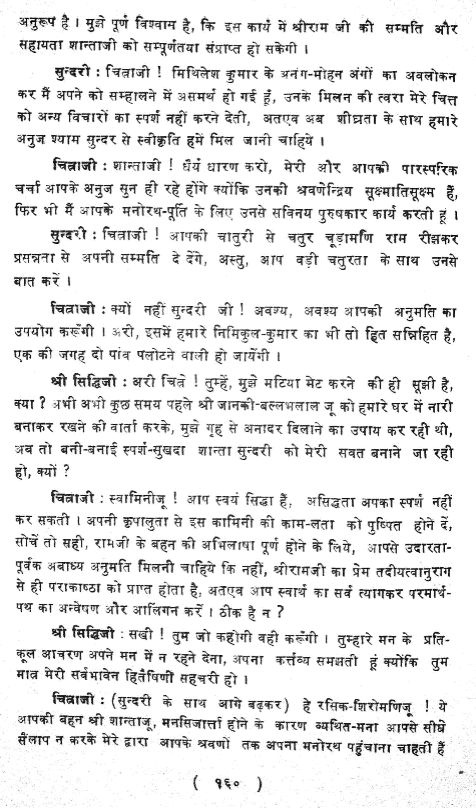 अनुरूप है । मुझे पूर्ण विश्वास है, कि इस कार्य में श्रीराम जी की सम्मति और
सहायता शान्ताजी को सम्पूर्णतया संप्राप्त हो सकेगी ।
सुन्दरी : चित्राजी ! मिथिलेश कुमार के अनंग-मोहन अंगों का अवलोकन
कर मैं अपने को सम्हालने में असमर्थ हो गई हूँ, उनके मिलन की त्वरा मेरे चित्त
को अन्य विचारों का स्पर्श नहीं करने देती, अतएव अब शीघ्रता के साथ हमारे
अनुज श्याम सुन्दर से स्वीकृति हमें मिल जानी चाहिये ।
चित्राजी : शान्ताजी ! धैर्य धारण करो, मेरी और आपकी पारस्परिक
चर्चा आपके अनुज सुन ही रहे होंगे क्योंकि उनकी श्रवणेन्द्रिय सूक्ष्मातिसूक्ष्म हैं,
फिर भी मैं आपके मनोरथ-पूर्ति के लिए उनसे सविनय पुरुषकार कार्य करती हूं ।
सुन्दरी : चित्राजी ! आपकी चातुरी से चतुर चूड़ामणि राम रीझकर
प्रसन्नता से अपनी सम्मति दे देंगे, अस्तु, आप बड़ी चतुरता के साथ उनसे
बात करें ।
चित्राजी : क्यों नहीं सुन्दरी जी ! अवश्य, अवश्य आपकी अनुमति का
उपयोग करूँगी । अरी, इसमें हमारे निमिकुल-कुमार का भी तो हित सन्निहित है,
एक की जगह दो पांव पलोटने वाली हो जायेंगी ।
श्री सिद्धिजी : अरी चित्रे ! तुम्हें, मुझे मटिया मेट करने की ही सूझी है,
क्या ? अभी अभी कुछ समय पहले श्री जानकी-बल्लभलाल जू को हमारे घर में नारी
बनाकर रखने की वार्ता करके, मुझे गृह से अनादर दिलाने का उपाय कर रही थी,
अब तो बनी-बनाई स्पर्श-सुखदा शान्ता सुन्दरी को मेरी सवत बनाने जा रही
हो, क्यों ?
चित्राजी : स्वामिनीजू ! आप स्वयं सिद्धा हैं, असिद्धता अपका स्पर्श नहीं
कर सकती । अपनी कृपालुता से इस कामिनी की काम-लता को पुष्पित होने दें,
सोचें तो सही, रामजी के बहन की अभिलाषा पूर्ण होने के लिये, आपसे उदारता-
पूर्वक अबाध्य अनुमति मिलनी चाहिये कि नहीं, श्रीरामजी का प्रेम तदीयत्वानुराग
से ही पराकाष्ठा को प्राप्त होता है, अतएव आप स्वार्थ का सर्व त्यागकर परमार्थ-
पथ का अन्वेषण और आलिगन करें । ठीक है न ?
श्री सिद्धिजी : सखी ! तुम जो कहोगी वही करूँगी । तुम्हारे मन के प्रति-
कूल आचरण अपने मन में न रहने देना, अपना कर्त्तव्य समझती हूं क्योंकि तुम
मात्र मेरी सर्वभावेन हितैषिणी सहचरी हो ।
चित्राजी : (सुन्दरी के साथ आगे बढ़कर) हे रसिक-शिरोमणिजू ! ये
आपकी बहन श्री शान्ताजू, मनसिजार्त्ता होने के कारण व्यथित-मना आपसे सीधे
संलाप न करके मेरे द्वारा आपके श्रवणों तक अपना मनोरथ पहुंचाना चाहती हैं
( १६० )